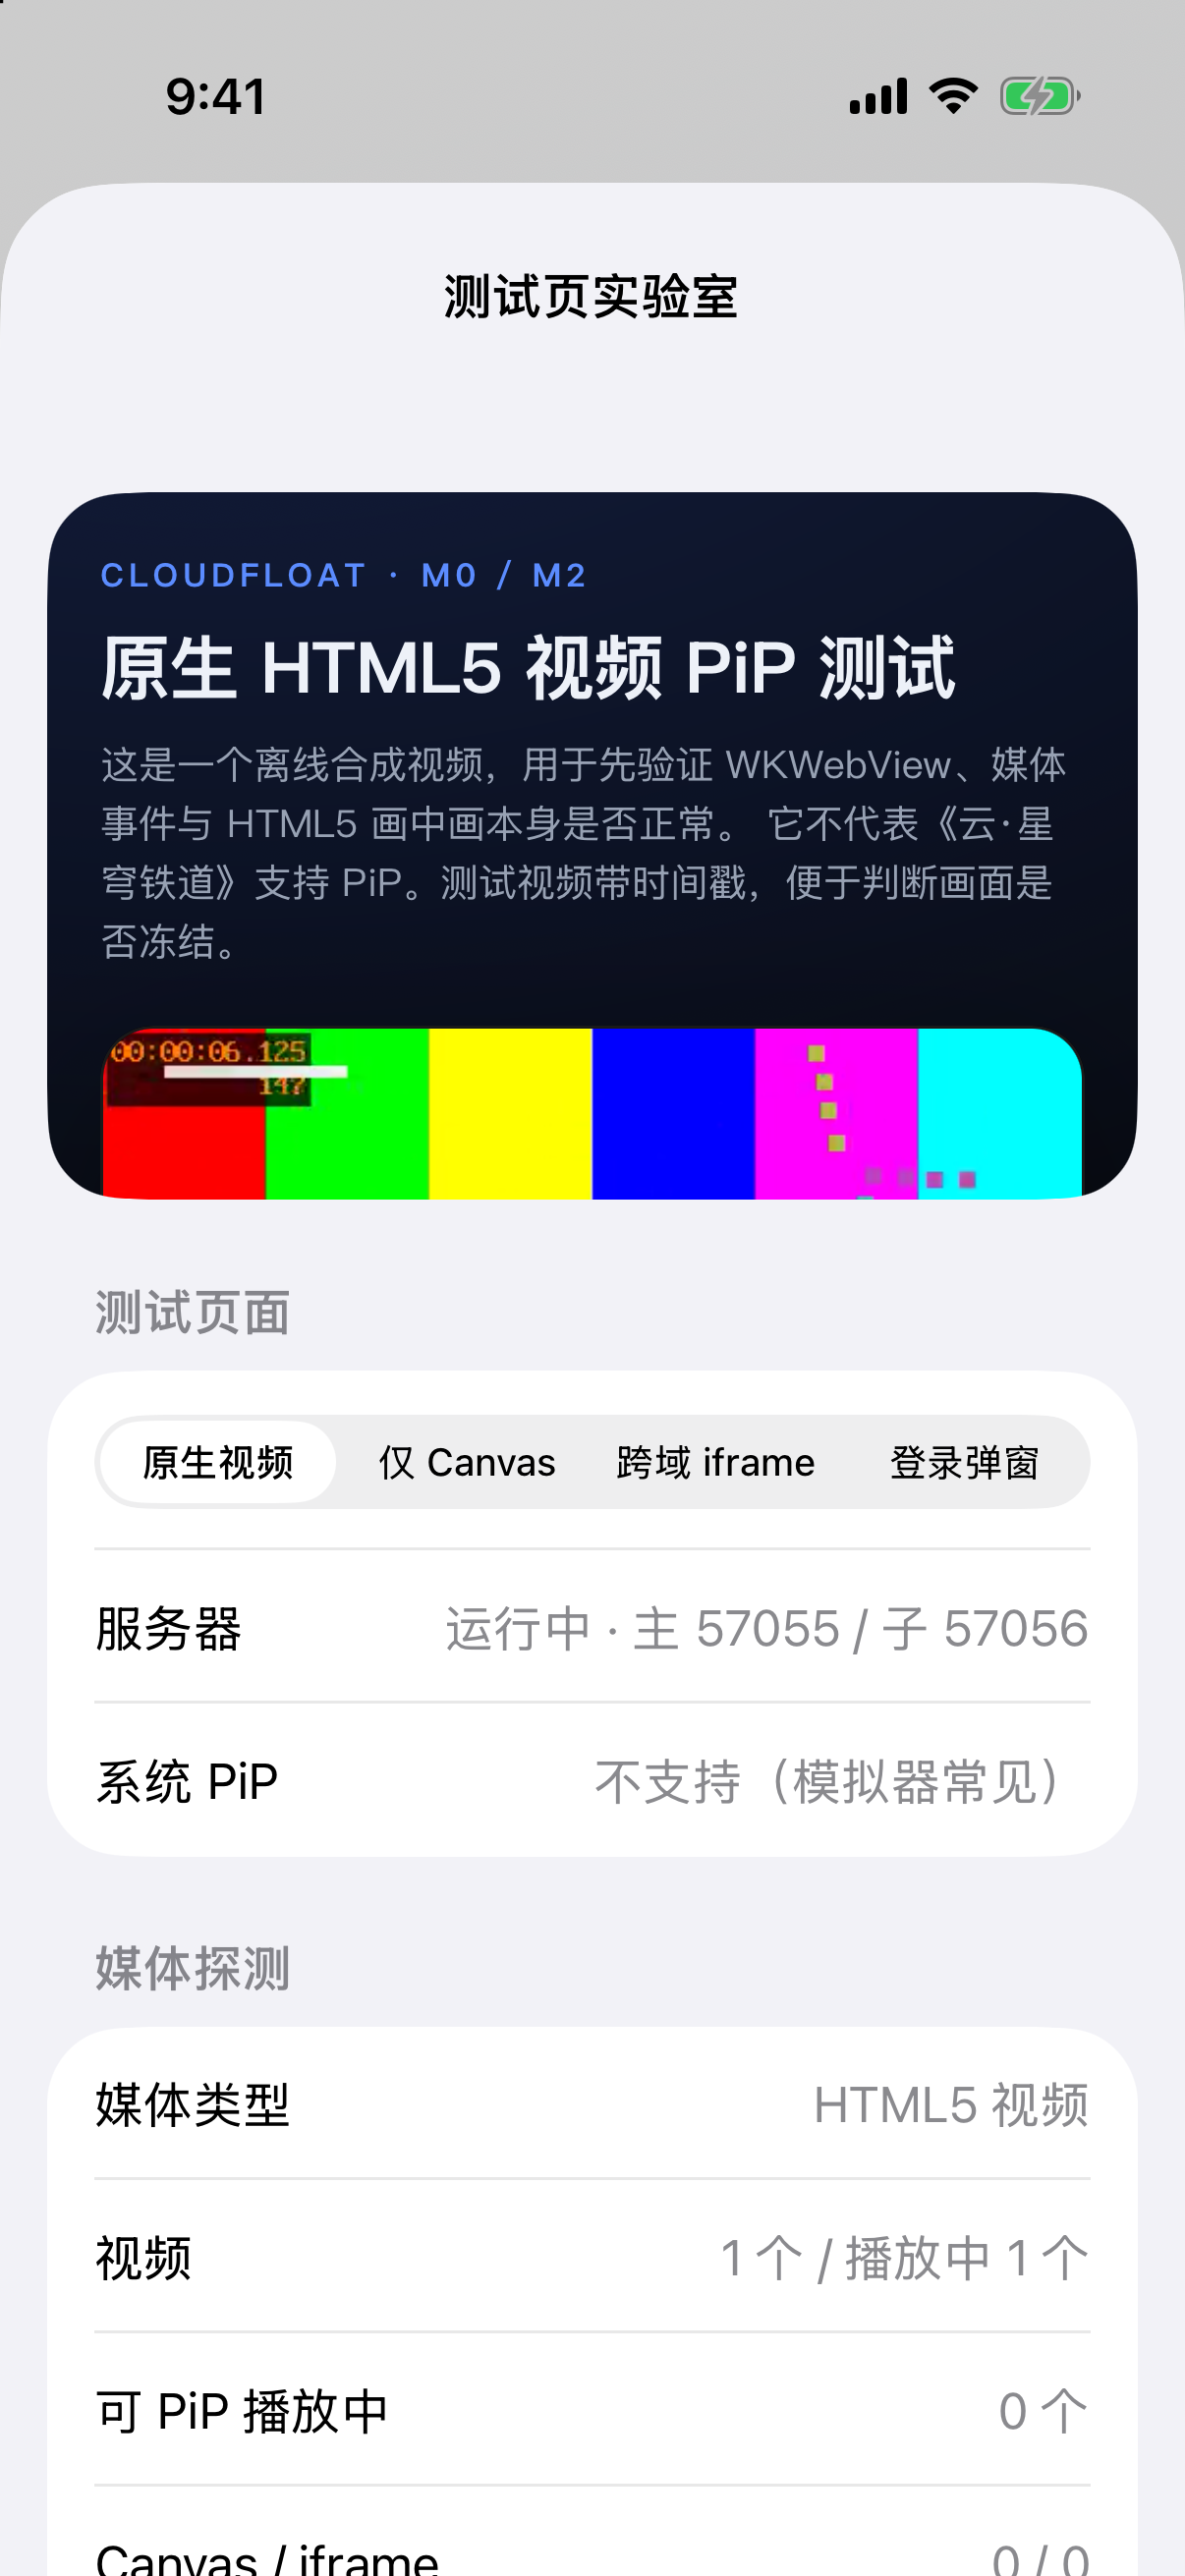 9:41
测试页实验室
CLOUDFLOAT · M0 / M2
原生 HTML5 视频 PiP 测试
这是一个离线合成视频，用于先验证 WKWebView、媒体
事件与 HTML5 画中画本身是否正常。 它不代表《云·星
穹铁道》支持 PiP。测试视频带时间戳，便于判断画面是
否冻结。
00:00:06.125
147
测试页面
原生视频 仅 Canvas 跨域 iframe 登录弹窗
服务器 运行中 · 主 57055 / 子 57056
系统 PiP 不支持（模拟器常见）
媒体探测
媒体类型 HTML5 视频
视频 1 个 / 播放中 1 个
可 PiP 播放中 0 个
Canvas / iframe 0 / 0